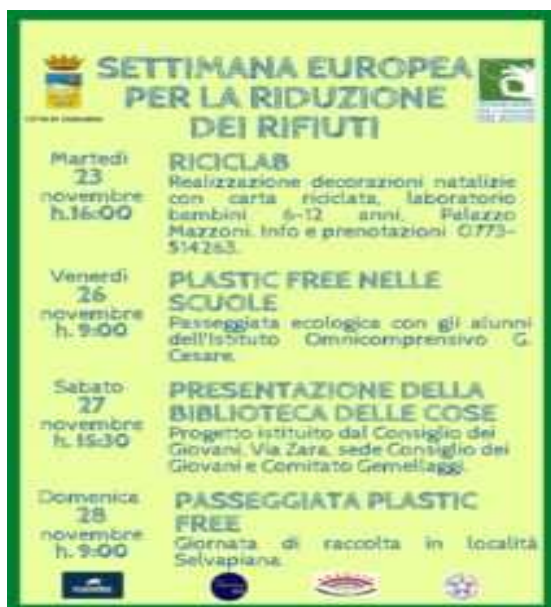 SETTIMANA EUROPEA
PER LA RIDUZIONE
DEI RIFIUTI
Martedì
23
novembre
h.16:00
RICICLAB
Realizzazione decorazioni natalizie
con carta riciclata, laboratorio
bambini 6-12 anni, Palazzo
Mazzoni. Info e prenotazioni 0773-
514263.
Venerdì
26
novembre
h. 9:00
PLASTIC FREE NELLE
SCUOLE
Passeggiata ecologica con gli alunni
dell'Istituto Omnicomprensivo G.
Cesare.
Sabato
27
novembre
h. 15:30
PRESENTAZIONE DELLA
BIBLIOTECA DELLE COSE
Progetto istituito dal Consiglio dei
Giovani. Via Zara, sede Consiglio dei
Giovani e Comitato Gemellaggi.
Domenica
28
novembre
h. 9:00
PASSEGGIATA PLASTIC
FREE
Giornata di raccolta in località
Selvapiana.